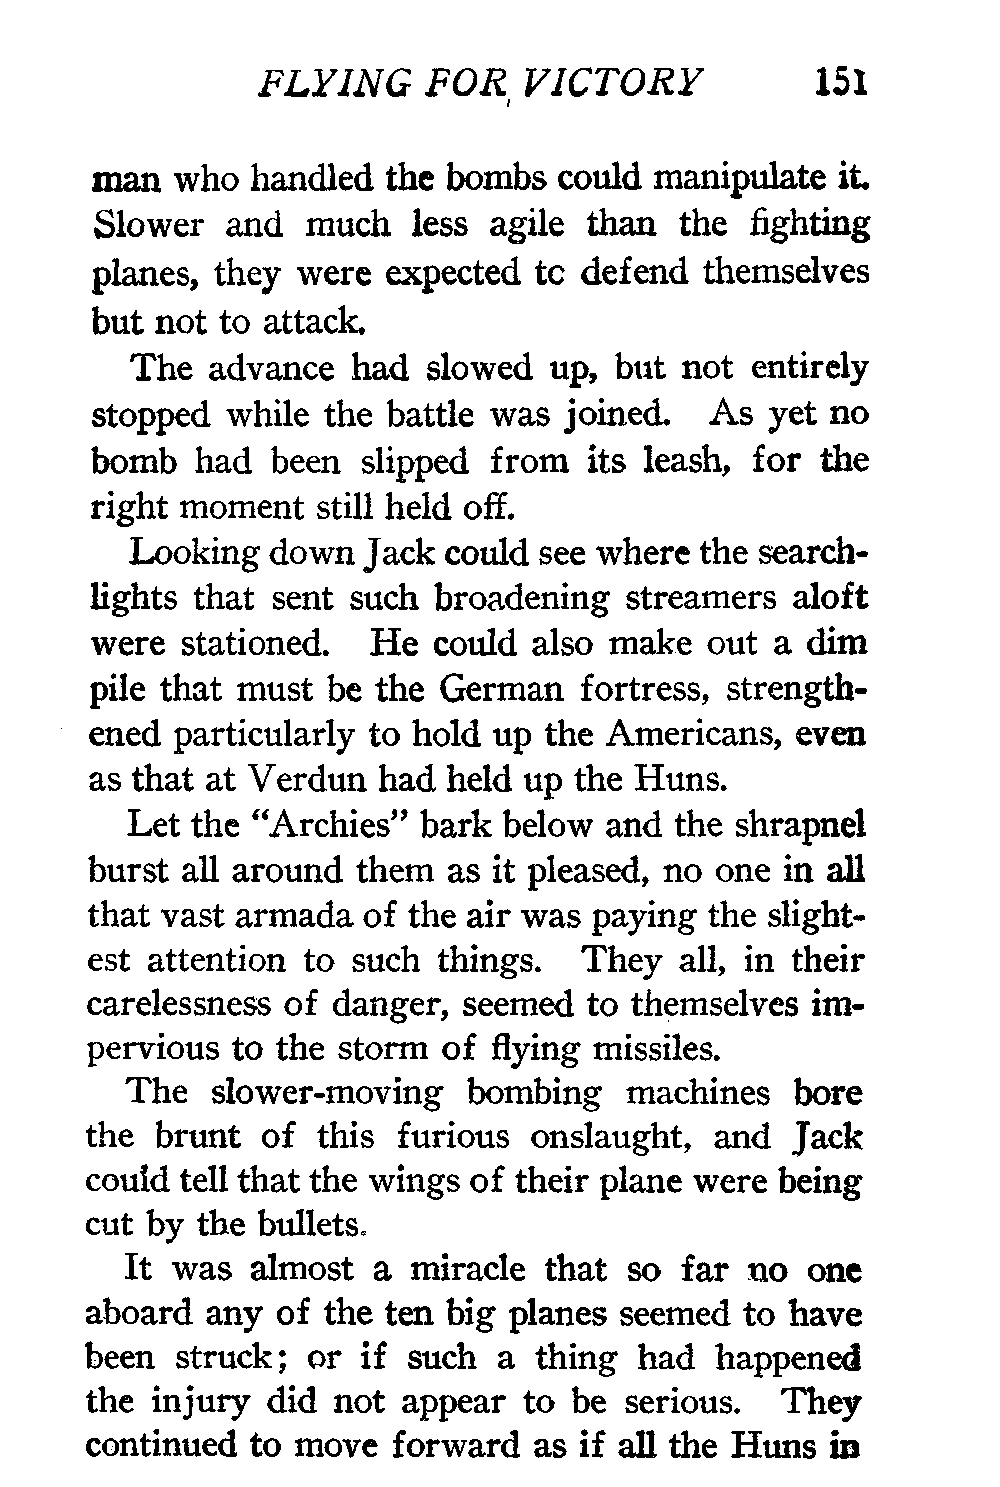 FLYING FOR VICTORY 151
man who handled the bombs could manipulate it.
Slower and much less agile than the fighting
planes, they were expected tc defend themselves
but not to attack.
The advance had slowed up, but not entirely
stopped while the battle was joined. As yet no
bomb had been slipped from its leash, for the
right moment still held off.
Looking down Jack could see where the search-
lights that sent such broadening streamers aloft
were stationed. He could also make out a dim
pile that must be the German fortress, strength-
ened particularly to hold up the Americans, even
as that at Verdun had held up the Huns.
Let the “Archies” bark below and the shrapnel
burst all around them as it pleased, no one in all
that vast armada of the air was paying the slight-
est attention to such things. They all, in their
carelessness of danger, seemed to themselves im-
pervious to the storm of flying missiles.
The slower-moving bombing machines bore
the brunt of this furious onslaught, and Jack
could tell that the wings of their plane were being
cut by the bullets.
It was almost a miracle that so far no one
aboard any of the ten big planes seemed to have
been struck; or if such a thing had happened
the injury did not appear to be serious. They
continued to move forward as if all the Huns in